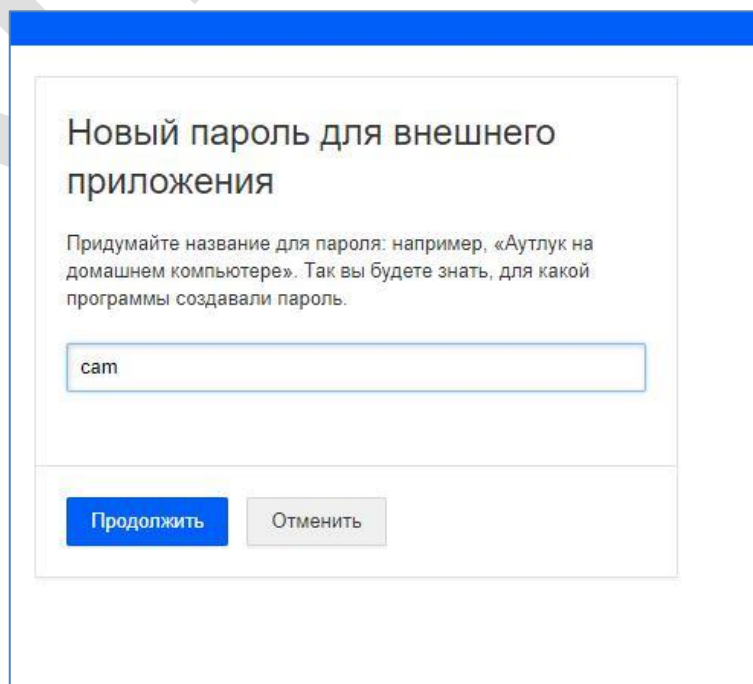 Новый пароль для внешнего
приложения
Придумайте название для пароля: например, «Аутлук на
домашнем компьютере». Так вы будете знать, для какой
программы создавали пароль.
cam
Продолжить
Отменить